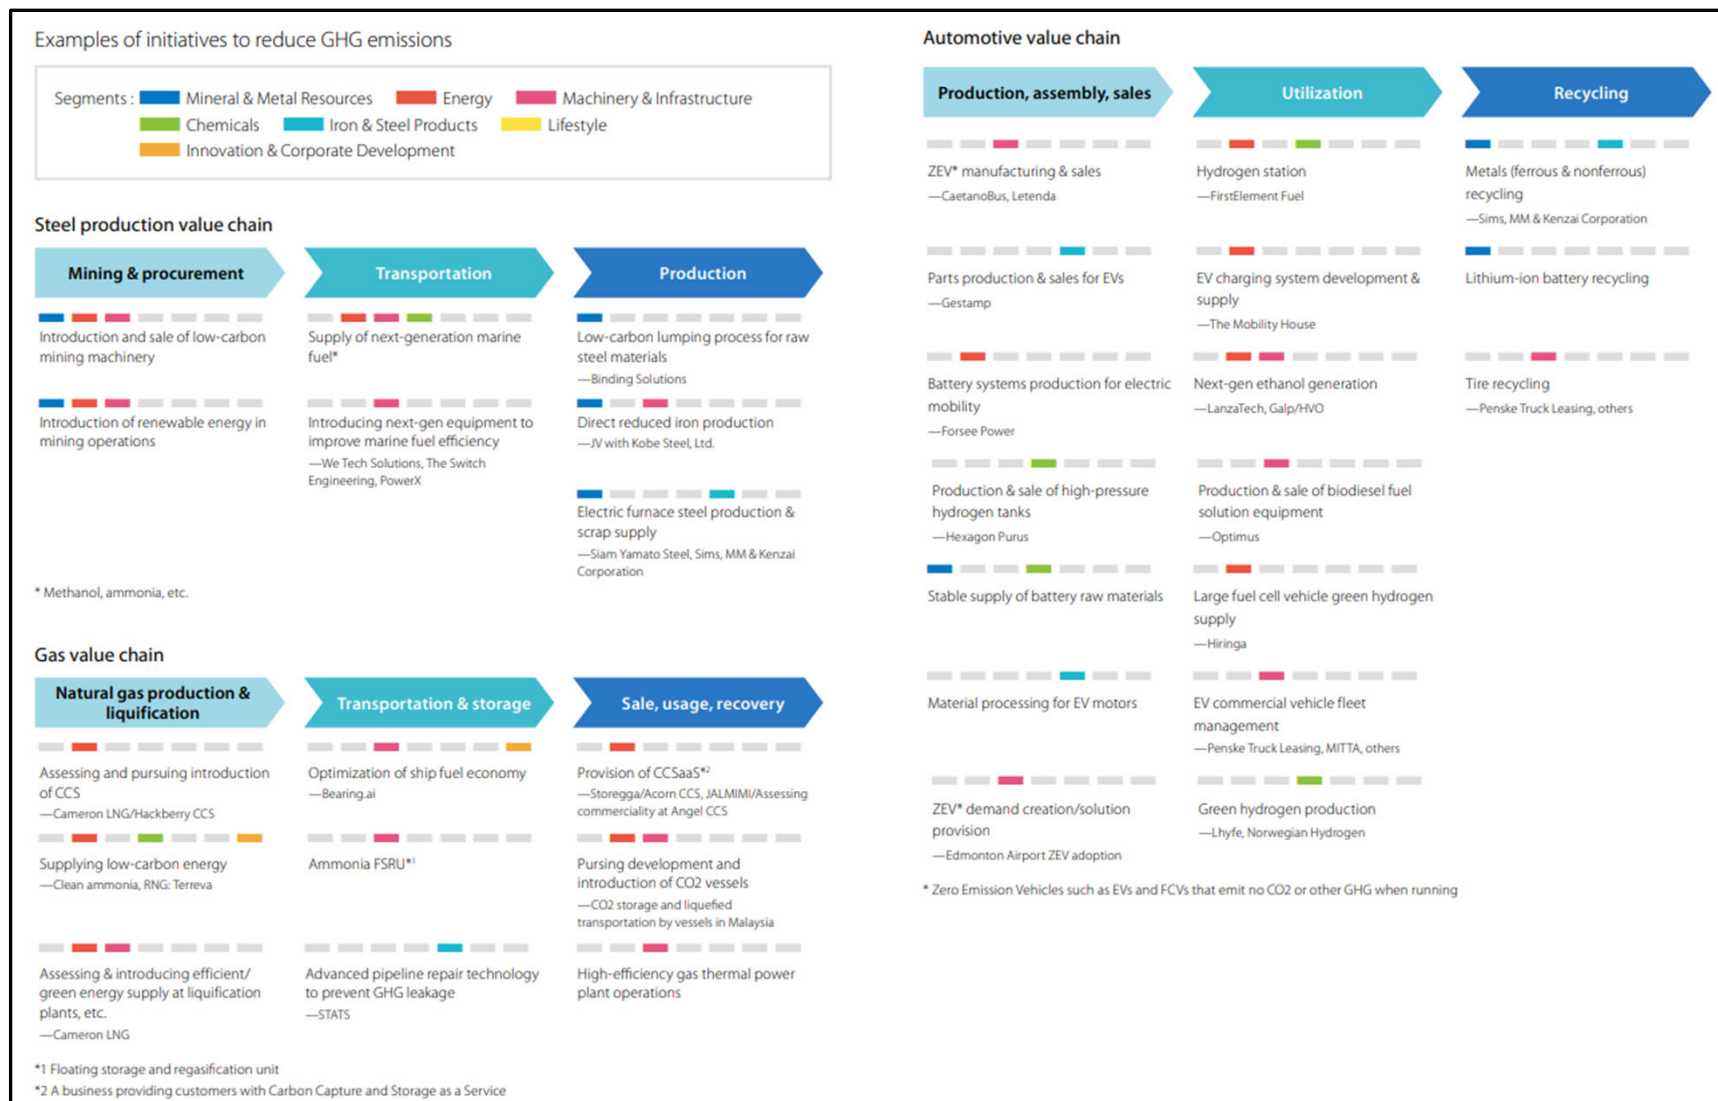 Examples of initiatives to reduce GHG emissions
Segments : Mineral & Metal Resources Energy Machinery & Infrastructure
Chemicals Iron & Steel Products Lifestyle
Innovation & Corporate Development
Steel production value chain
Mining & procurement
Introduction and sale of low-carbon
mining machinery
Introduction of renewable energy in
mining operations
Transportation
Supply of next-generation marine
fuel*
Introducing next-gen equipment to
improve marine fuel efficiency
—We Tech Solutions, The Switch
Engineering, PowerX
Production
Low-carbon lumping process for raw
steel materials
—Binding Solutions
Direct reduced iron production
—JV with Kobe Steel, Ltd.
Electric furnace steel production &
scrap supply
—Siam Yamato Steel, Sims, MM & Kenzai
Corporation
* Methanol, ammonia, etc.
Gas value chain
Natural gas production &
liquification
Assessing and pursuing introduction
of CCS
—Cameron LNG/Hackberry CCS
Supplying low-carbon energy
—Clean ammonia, RNG: Terreva
Assessing & introducing efficient/
green energy supply at liquification
plants, etc.
—Cameron LNG
Transportation & storage
Optimization of ship fuel economy
—Bearing.ai
Ammonia FSRU*1
Advanced pipeline repair technology
to prevent GHG leakage
—STATS
Sale, usage, recovery
Provision of CCSaaS*2
—Storegga/Acorn CCS, JALMIMI/Assessing
commerciality at Angel CCS
Pursing development and
introduction of CO2 vessels
—CO2 storage and liquefied
transportation by vessels in Malaysia
High-efficiency gas thermal power
plant operations
*1 Floating storage and regasification unit
*2 A business providing customers with Carbon Capture and Storage as a Service
Automotive value chain
Production, assembly, sales
ZEV* manufacturing & sales
—CaetanoBus, Letenda
Parts production & sales for EVs
—Gestamp
Battery systems production for electric
mobility
—Forsee Power
Production & sale of high-pressure
hydrogen tanks
—Hexagon Purus
Stable supply of battery raw materials
Material processing for EV motors
ZEV* demand creation/solution
provision
—Edmonton Airport ZEV adoption
Utilization
Hydrogen station
—FirstElement Fuel
EV charging system development &
supply
—The Mobility House
Next-gen ethanol generation
—LanzaTech, Galp/HVO
Production & sale of biodiesel fuel
solution equipment
—Optimus
Large fuel cell vehicle green hydrogen
supply
—Hiringa
EV commercial vehicle fleet
management
—Penske Truck Leasing, MITTA, others
Green hydrogen production
—Lhyfe, Norwegian Hydrogen
Recycling
Metals (ferrous & nonferrous)
recycling
—Sims, MM & Kenzai Corporation
Lithium-ion battery recycling
Tire recycling
—Penske Truck Leasing, others
* Zero Emission Vehicles such as EVs and FCVs that emit no CO2 or other GHG when running